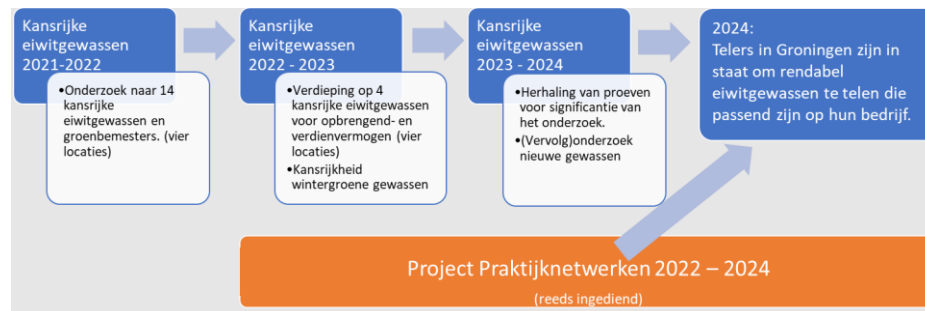 Kansrijke
eiwitgewassen
2021-2022
•Onderzoek naar 14
kansrijke
eiwitgewassen en
groenbemesters. (vier
locaties)
Kansrijke
eiwitgewassen
2022 - 2023
•Verdieping op 4
kansrijke eiwitgewassen
voor opbrengend- en
verdienvermogen (vier
locaties)
•Kansrijkheid
wintergroene gewassen
Kansrijke
eiwitgewassen
2023 - 2024
•Herhaling van proeven
voor significantie van
het onderzoek.
•(Vervolg)onderzoek
nieuwe gewassen
2024:
Telers in Groningen zijn in
staat om rendabel
eiwitgewassen te telen die
passend zijn op hun bedrijf.
Project Praktijknetwerken 2022 – 2024
(reeds ingediend)